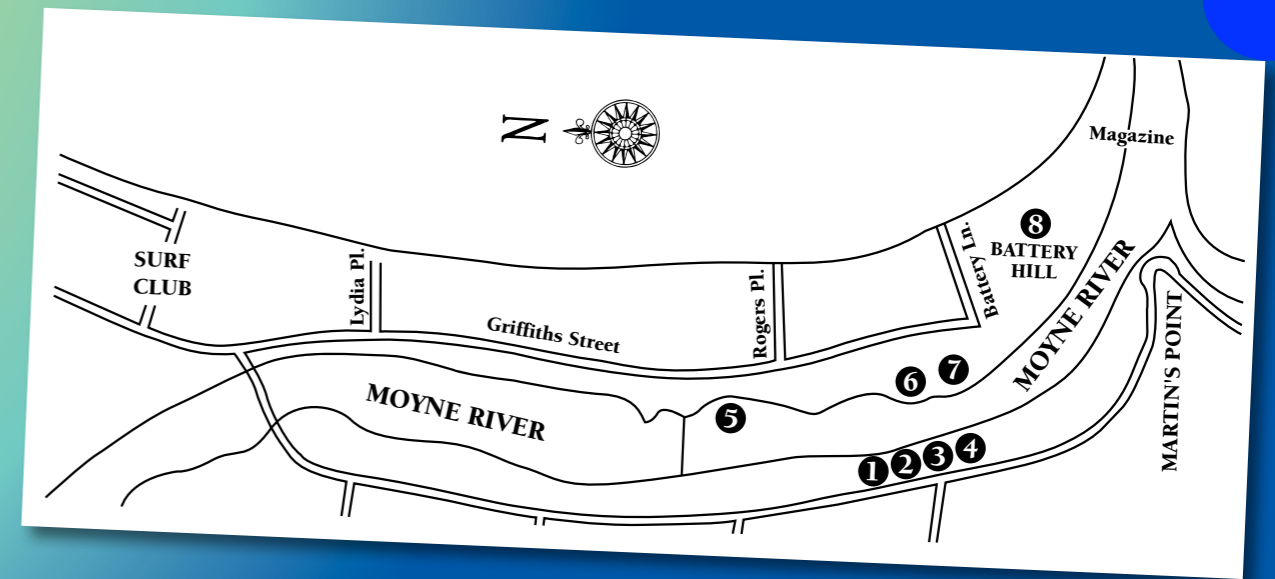 N
Magazine
8
BATTERY
HILL
Battery Ln.
SURF
CLUB
Lydia Pl.
Griffiths Street
Rogers Pl.
MOYNE RIVER
MARTIN'S POINT
MOYNE RIVER
6
7
5
1
2
3
4